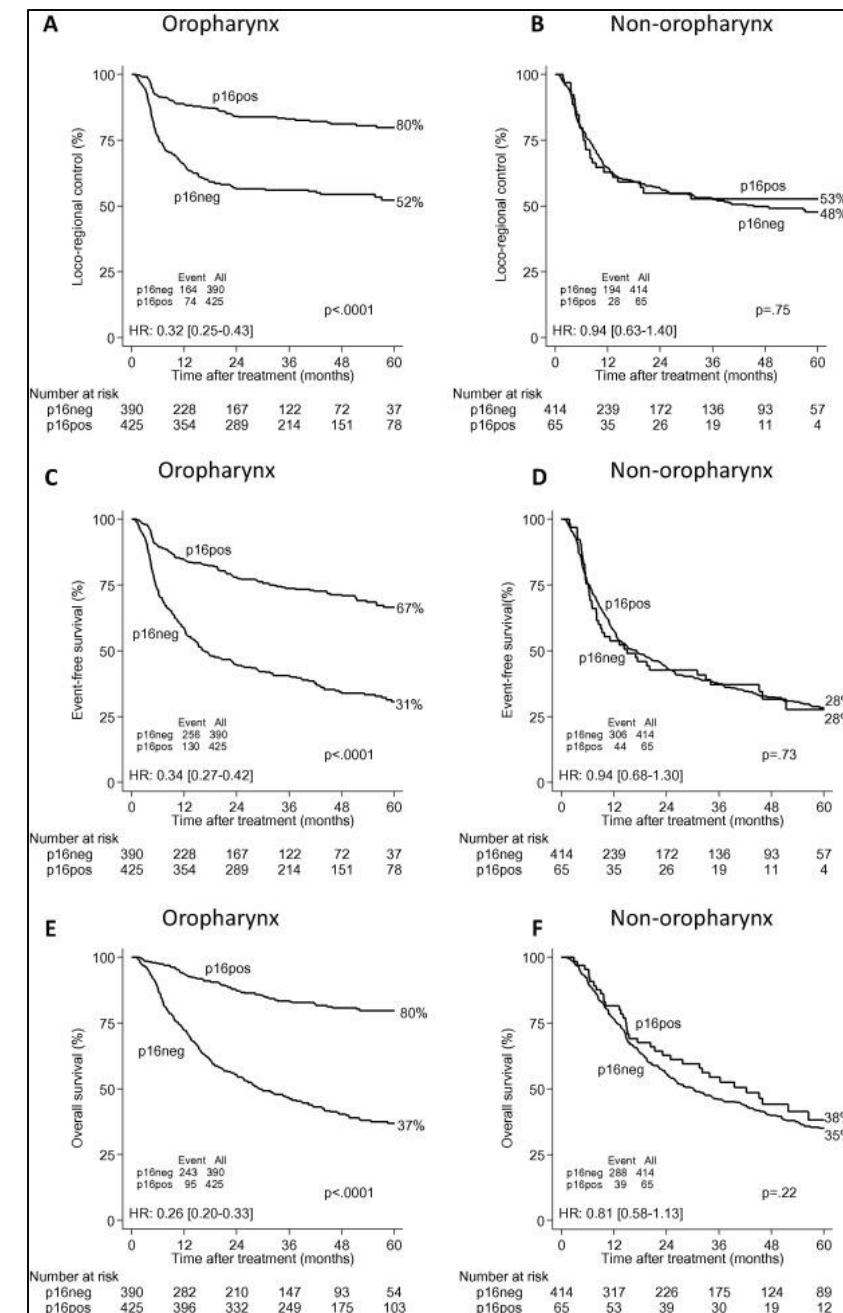 A Oropharynx
B Non-oropharynx
Loco-regional control (%)
100
75
50
25
0
p16pos
p16neg
80%
52%
Event All
p16neg 164 390
p16pos 74 425
p<.0001
HR: 0.32 [0.25-0.43]
0 12 24 36 48 60
Time after treatment (months)
Number at risk
p16neg 390 228 167 122 72 37
p16pos 425 354 289 214 151 78
Loco-regional control (%)
100
75
50
25
0
p16pos
53%
48%
p16neg
Event All
p16neg 194 414
p16pos 28 65
p=.75
HR: 0.94 [0.63-1.40]
0 12 24 36 48 60
Time after treatment (months)
Number at risk
p16neg 414 239 172 136 93 57
p16pos 65 35 26 19 11 4
C Oropharynx
D Non-oropharynx
Event-free survival (%)
100
75
50
25
0
p16pos
p16neg
67%
31%
Event All
p16neg 256 390
p16pos 130 425
p<.0001
HR: 0.34 [0.27-0.42]
0 12 24 36 48 60
Time after treatment (months)
Number at risk
p16neg 390 228 167 122 72 37
p16pos 425 354 289 214 151 78
Event-free survival(%)
100
75
50
25
0
p16pos
p16neg
28%
28%
Event All
p16neg 306 414
p16pos 44 65
p=.73
HR: 0.94 [0.68-1.30]
0 12 24 36 48 60
Time after treatment (months)
Number at risk
p16neg 414 239 172 136 93 57
p16pos 65 35 26 19 11 4
E Oropharynx
F Non-oropharynx
Overall survival (%)
100
75
50
25
0
p16pos
p16neg
80%
37%
Event All
p16neg 243 390
p16pos 95 425
p<.0001
HR: 0.26 [0.20-0.33]
0 12 24 36 48 60
Time after treatment (months)
Number at risk
p16neg 390 282 210 147 93 54
p16pos 425 396 332 249 175 103
Overall survival (%)
100
75
50
25
0
p16pos
p16neg
38%
35%
Event All
p16neg 288 414
p16pos 39 65
p=.22
HR: 0.81 [0.58-1.13]
0 12 24 36 48 60
Time after treatment (months)
Number at risk
p16neg 414 317 226 175 124 89
p16pos 65 53 39 30 19 12